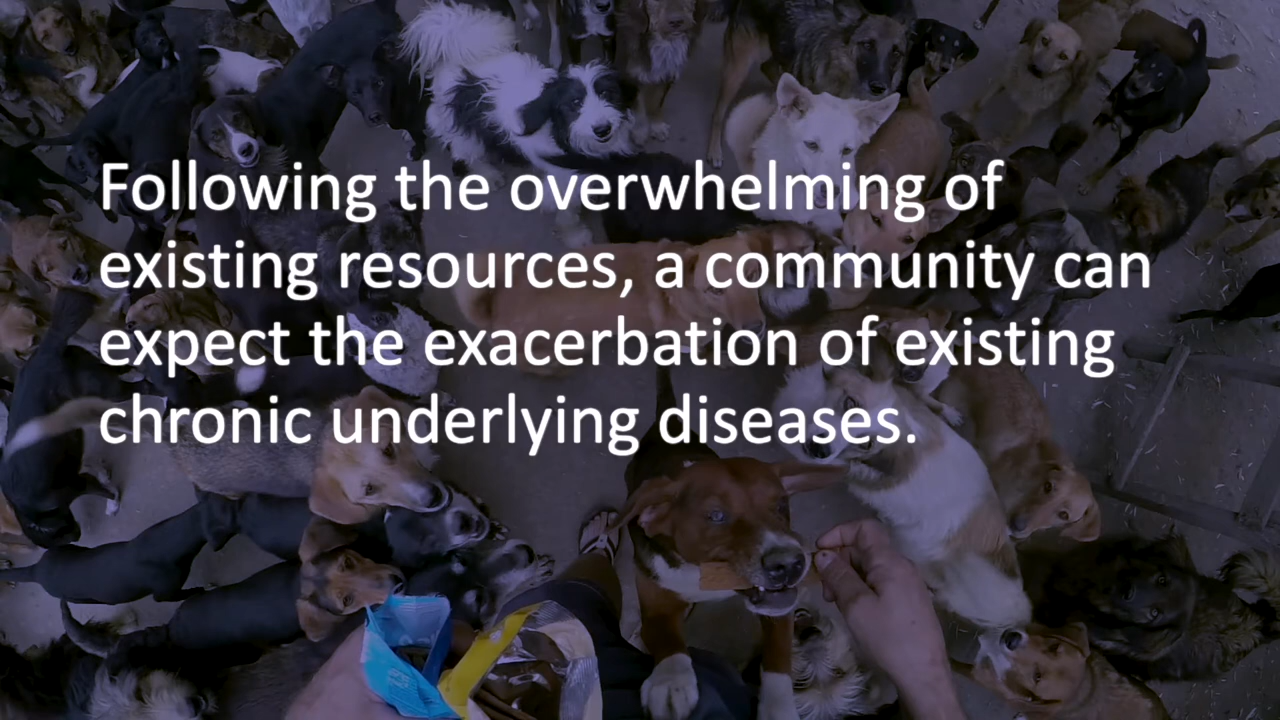 Following the overwhelming of
existing resources, a community can
expect the exacerbation of existing
chronic underlying diseases.